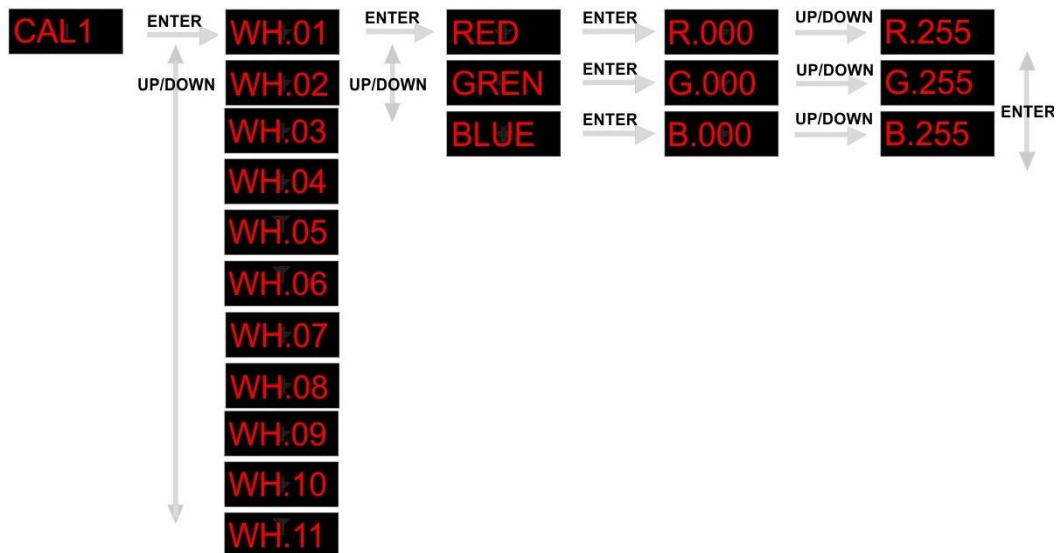 CAL1 ENTER WH.01 ENTER RED ENTER R.000 UP/DOWN R.255
UP/DOWN WH.02 UP/DOWN GREN ENTER G.000 UP/DOWN G.255
WH.03 BLUE ENTER B.000 UP/DOWN B.255 ENTER
WH.04
WH.05
WH.06
WH.07
WH.08
WH.09
WH.10
WH.11